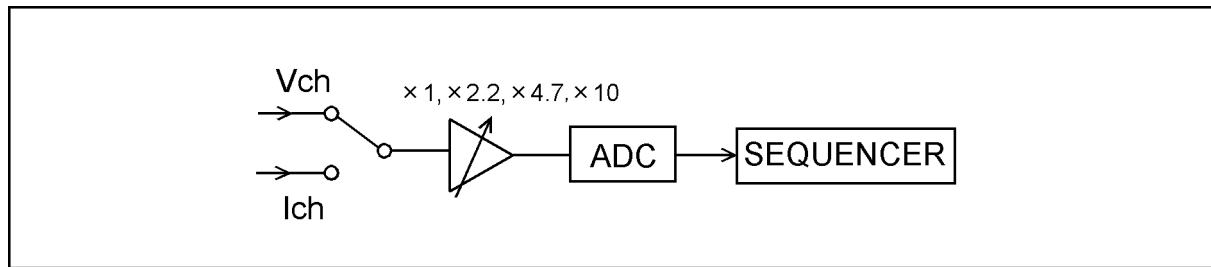 Vch
×1, ×2.2, ×4.7, ×10
ADC
SEQUENCER
Ich